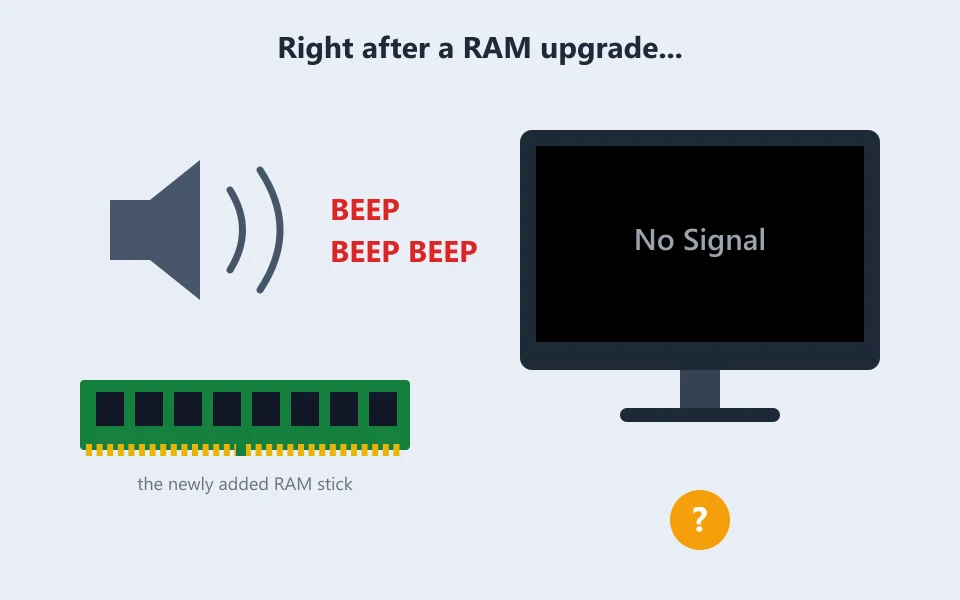 Right after a RAM upgrade...
BEEP
BEEP BEEP
No Signal
the newly added RAM stick
?